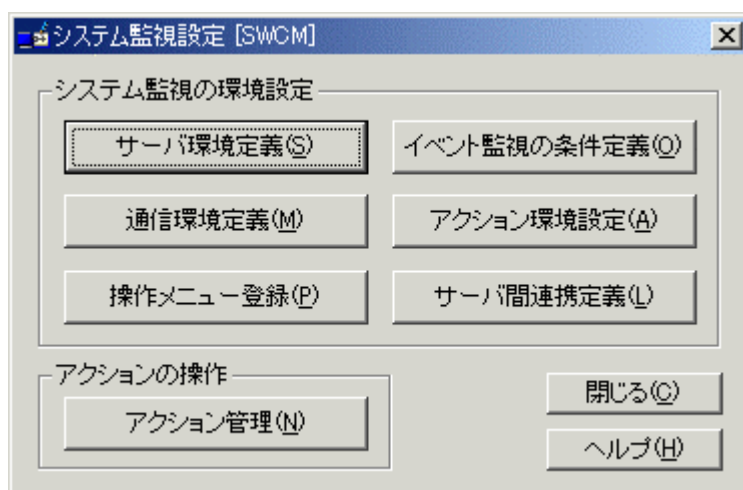 システム監視設定 [SWCM]
システム監視の環境設定
サーバ環境定義(S) イベント監視の条件定義(O)
通信環境定義(M) アクション環境設定(A)
操作メニュー登録(P) サーバ間連携定義(L)
アクションの操作
アクション管理(N)
閉じる(C)
ヘルプ(H)